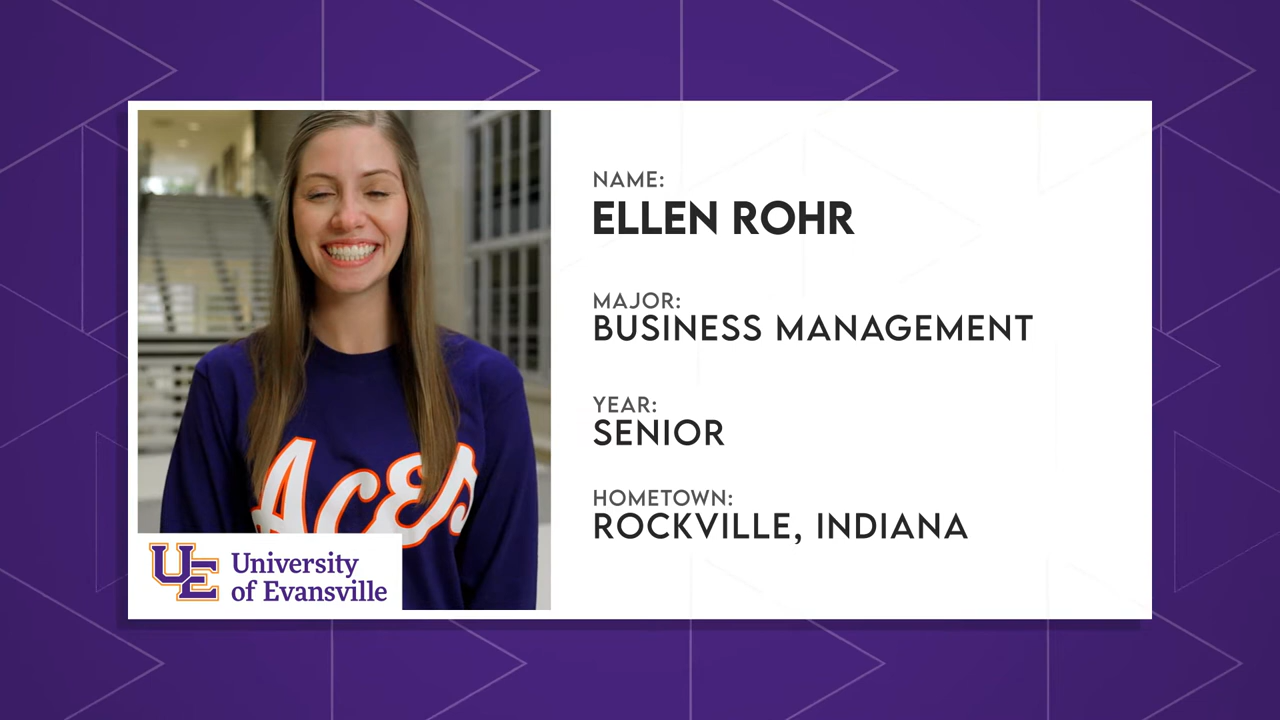 NAME:
ELLEN ROHR
MAJOR:
BUSINESS MANAGEMENT
YEAR:
SENIOR
HOMETOWN:
ROCKVILLE, INDIANA
Aces
UE University
of Evansville